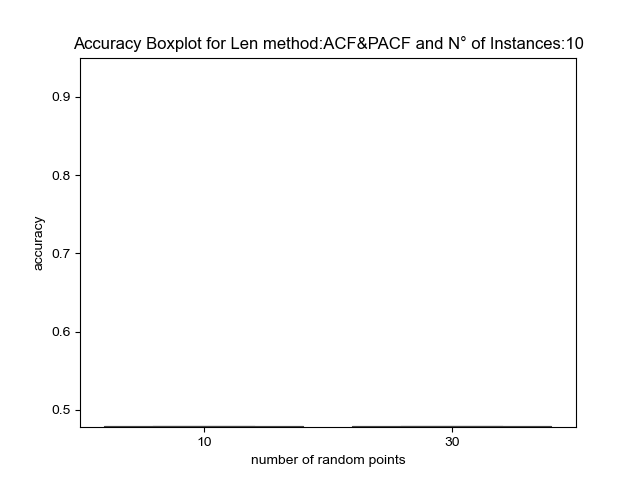 Accuracy Boxplot for Len method:ACF&PACF and N° of Instances:10
0.9
0.8
0.7
0.6
0.5
accuracy
10 30
number of random points